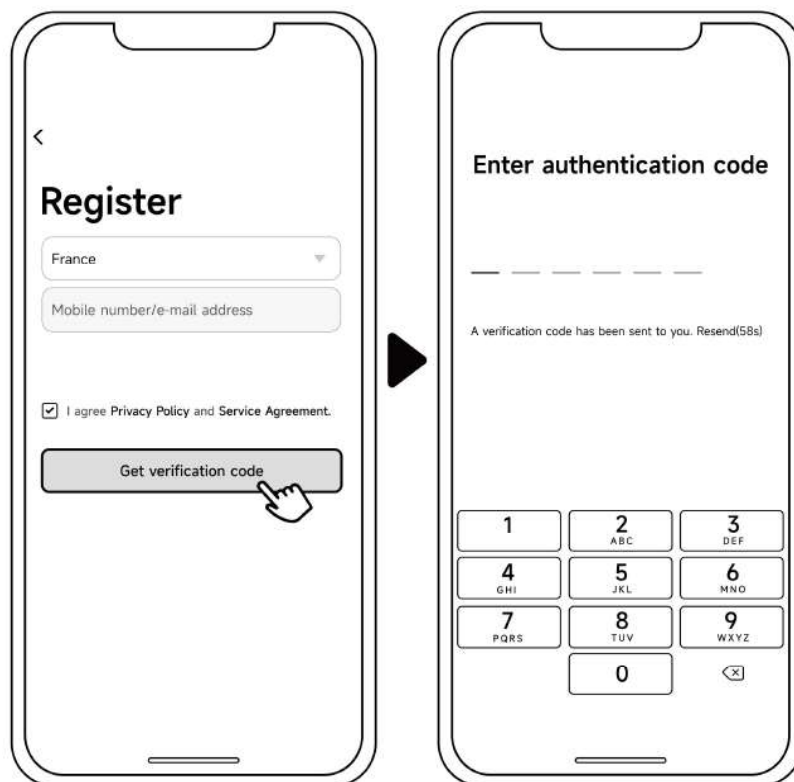 Register
France
Mobile number/e-mail address
I agree Privacy Policy and Service Agreement.
Get verification code
Enter authentication code
A verification code has been sent to you. Resend(58s)
1
2
ABC
3
DEF
4
GHI
5
JKL
6
MNO
7
PQRS
8
TUV
9
WXYZ
0